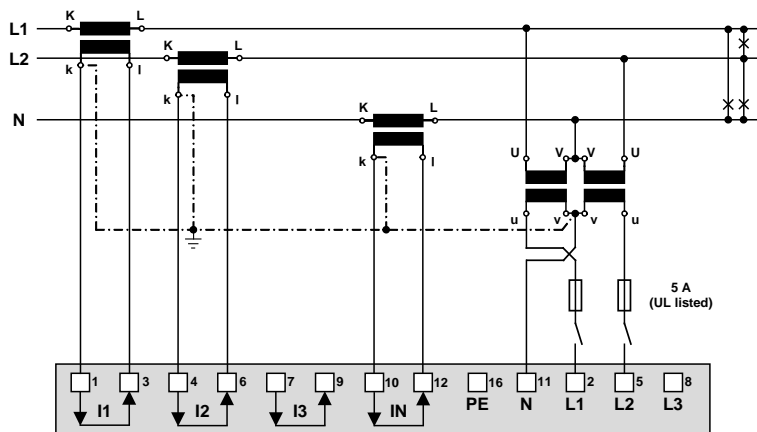 K L
L1
K L
L2
k l
k l
K L
N
k l
U V V U
u v v u
5 A
(UL listed)
1 3 4 6 7 9 10 12 16 11 2 5 8
I1 I2 I3 IN PE N L1 L2 L3